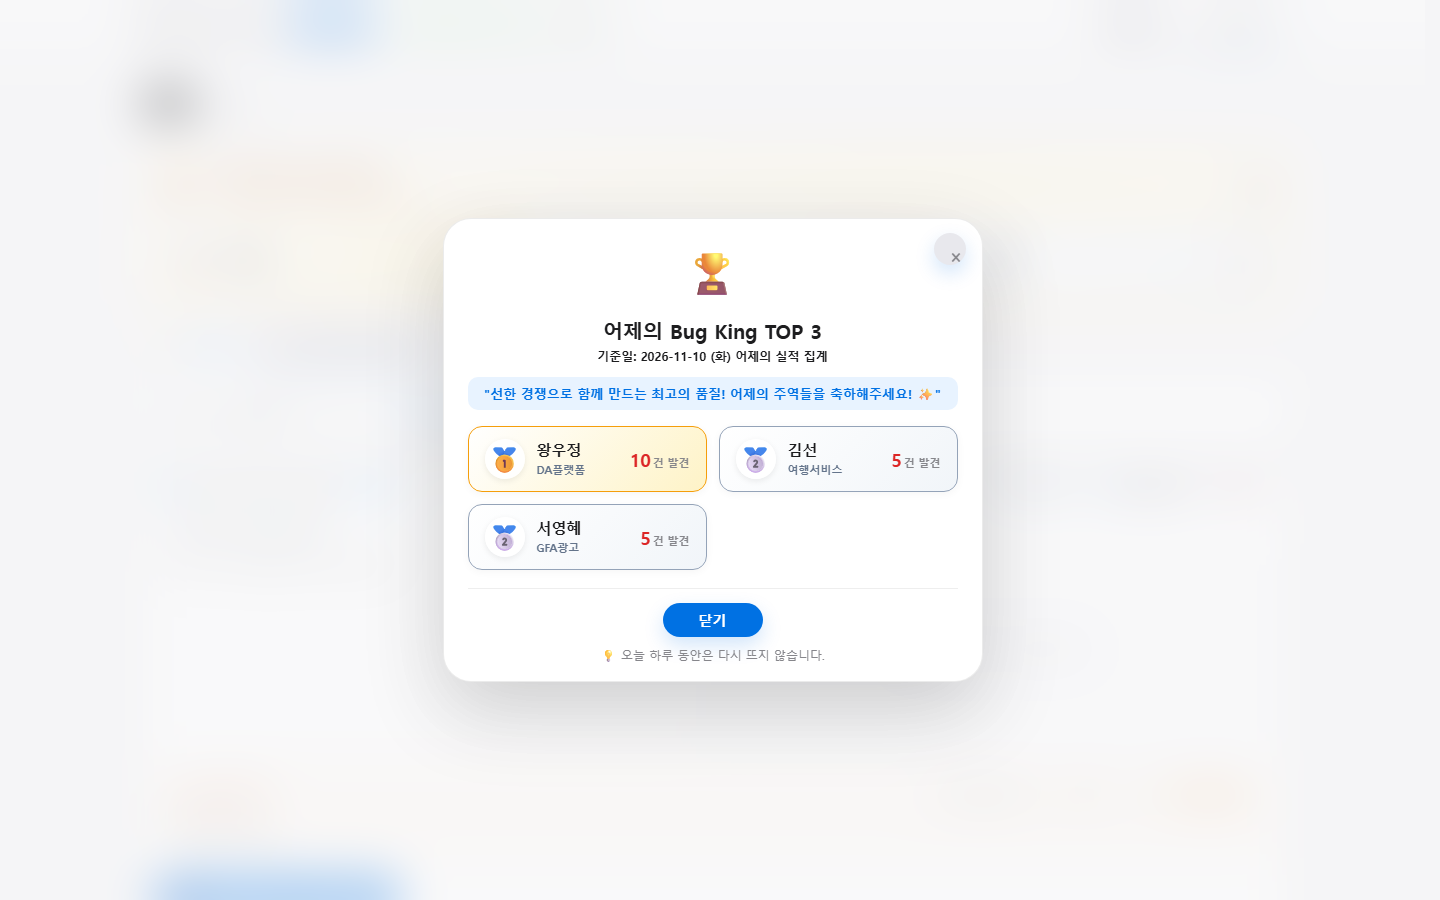 ×
어제의 Bug King TOP 3
기준일: 2026-11-10 (화) 어제의 실적 집계
"선한 경쟁으로 함께 만드는 최고의 품질! 어제의 주역들을 축하해주세요! ✨"
1
왕우정
DA플랫폼
10 건 발견
2
김선
여행서비스
5 건 발견
2
서영혜
GFA광고
5 건 발견
닫기
💡 오늘 하루 동안은 다시 뜨지 않습니다.